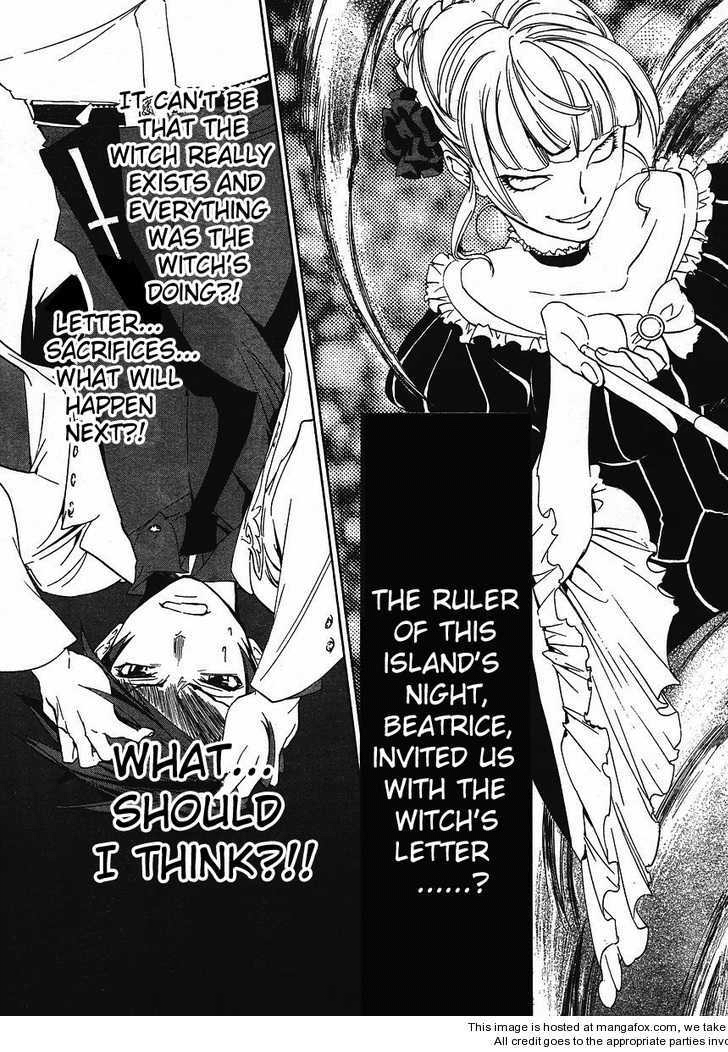 THE RULER
OF THIS
ISLAND'S
NIGHT,
BEATRICE,
INVITED US
WITH THE
WITCH'S
LETTER
......?
IT CAN'T BE
THAT THE
WITCH REALLY
EXISTS AND
EVERYTHING
WAS THE
WITCH'S
DOING?!
LETTER...
SACRIFICES...
WHAT WILL
HAPPEN
NEXT?!
WHAT...
SHOULD
I THINK?!!
This image is hosted at mangafox.com, we take
All credit goes to the appropriate parties inv